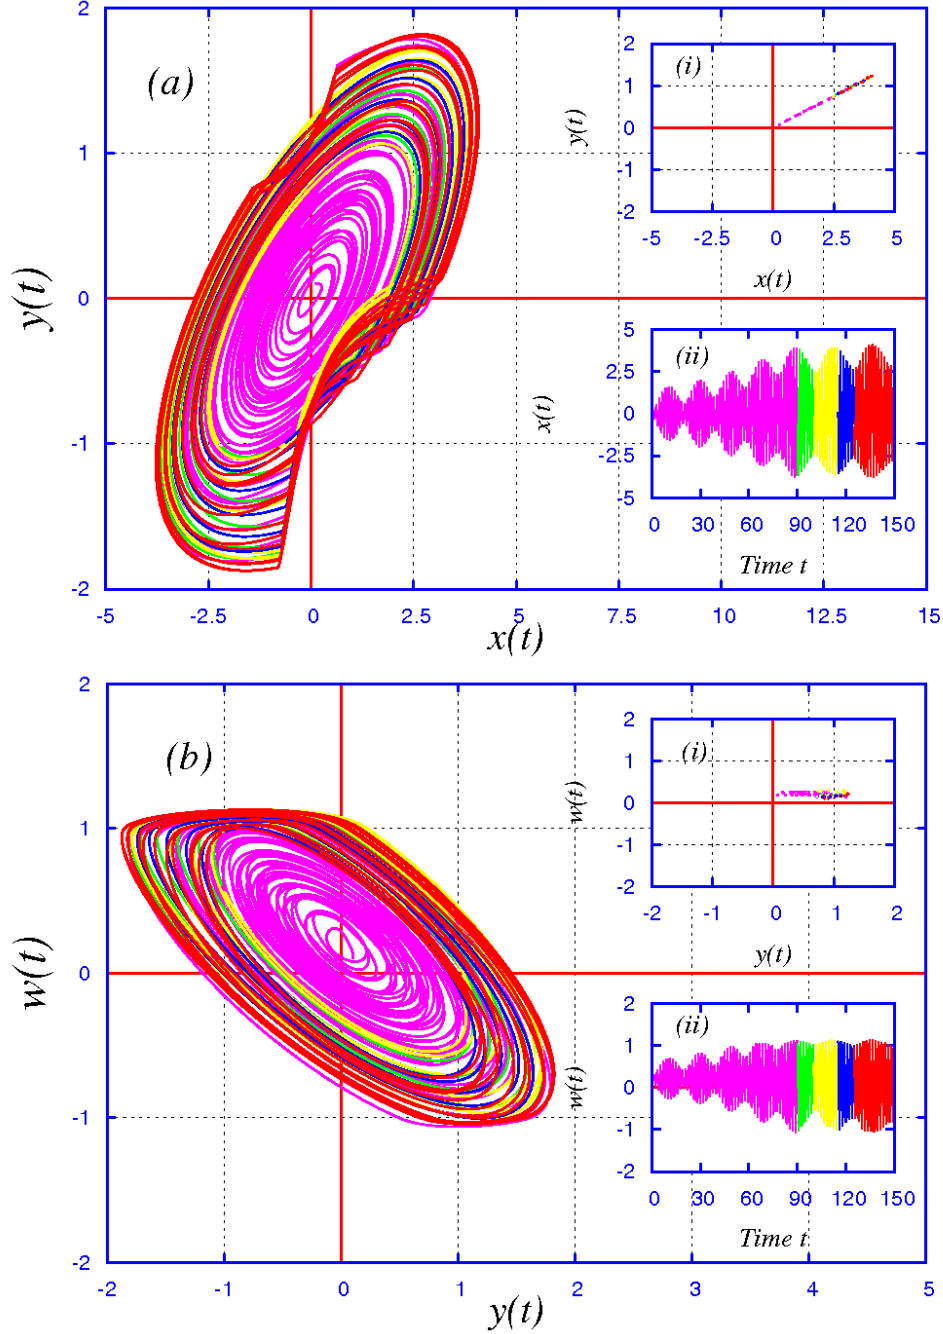 2
1
0
-1
-2
y(t)
(a)
-5 -2.5 0 2.5 5 7.5 10 12.5 15
x(t)
(i)
2
1
0
-1
-2
y(t)
-5 -2.5 0 2.5 5
x(t)
(ii)
5
2.5
0
-2.5
-5
x(t)
0 30 60 90 120 150
Time t
2
1
0
-1
-2
w(t)
(b)
-2 -1 0 1 2 3 4 5
y(t)
(i)
2
1
0
-1
-2
w(t)
-2 -1 0 1 2
y(t)
(ii)
2
1
0
-1
-2
w(t)
0 30 60 90 120 150
Time t